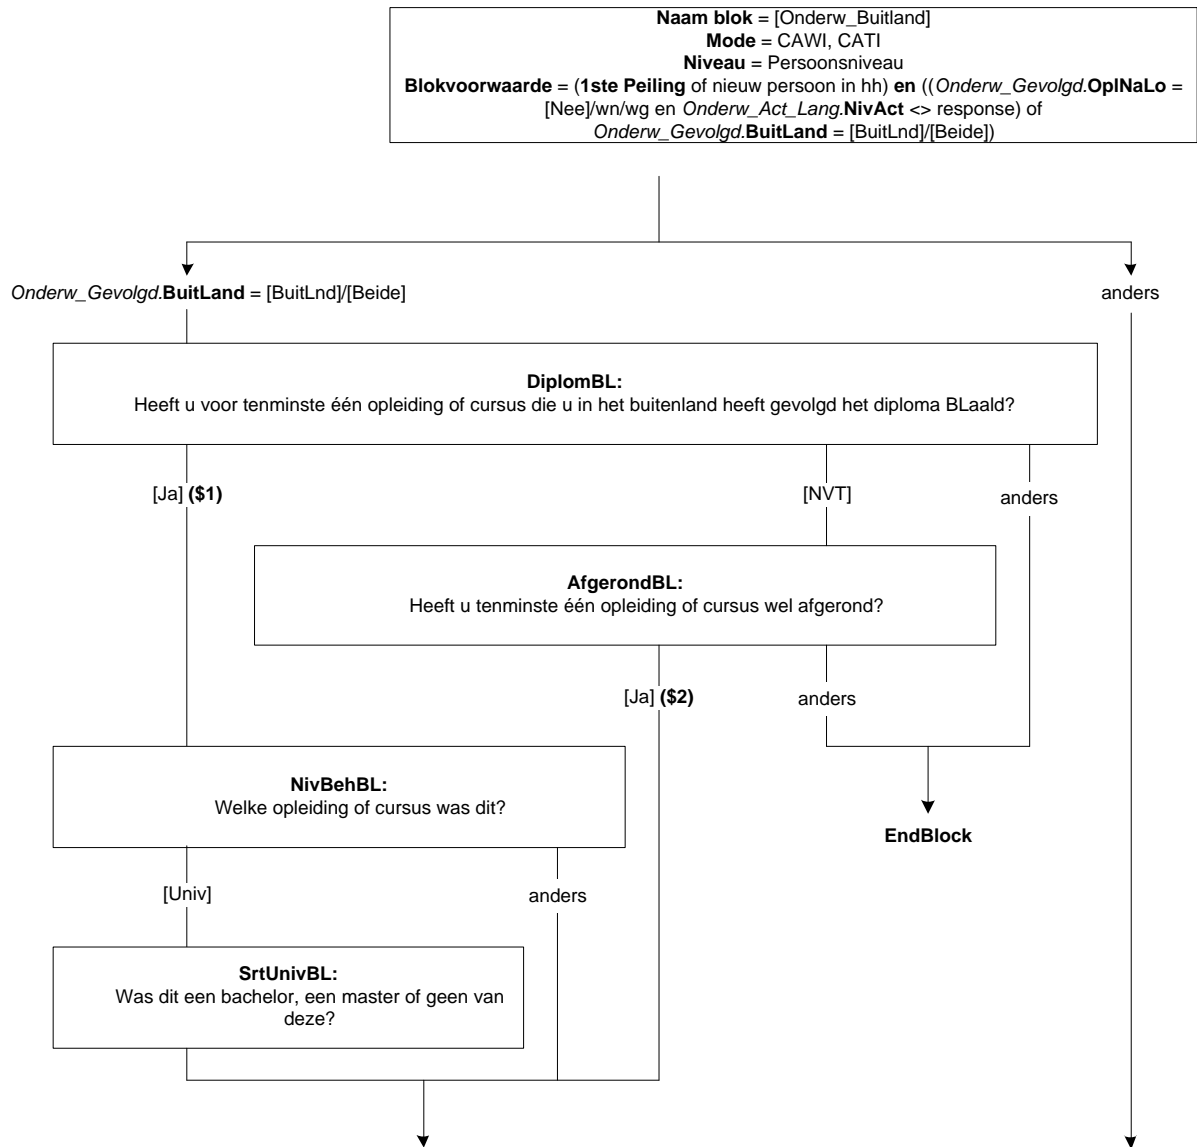 Naam blok = [Onderw_Buitland]
Mode = CAWI, CATI
Niveau = Persoonsniveau
Blokvoorwaarde = (1ste Peiling of nieuw persoon in hh) en ((Onderw_Gevolgd.OplNaLo =
[Nee]/wn/wg en Onderw_Act_Lang.NivAct <> response) of
Onderw_Gevolgd.BuitLand = [BuitLnd]/[Beide])
Onderw_Gevolgd.BuitLand = [BuitLnd]/[Beide]
anders
DiplomBL:
Heeft u voor tenminste één opleiding of cursus die u in het buitenland heeft gevolgd het diploma BLaald?
[Ja] ($1)
[NVT]
anders
AfgerondBL:
Heeft u tenminste één opleiding of cursus wel afgerond?
[Ja] ($2)
anders
NivBehBL:
Welke opleiding of cursus was dit?
EndBlock
[Univ]
anders
SrtUnivBL:
Was dit een bachelor, een master of geen van
deze?